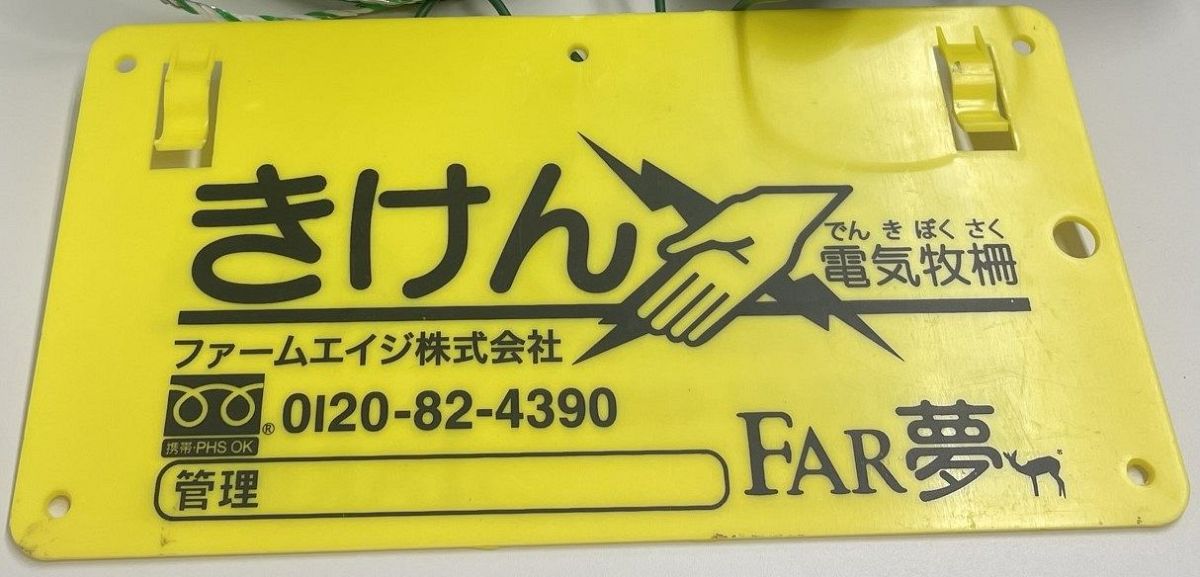 きけん
でんきぼくさく
電気牧柵
ファームエイジ株式会社
® 0120-82-4390
携帯・PHS OK
管理
FAR夢